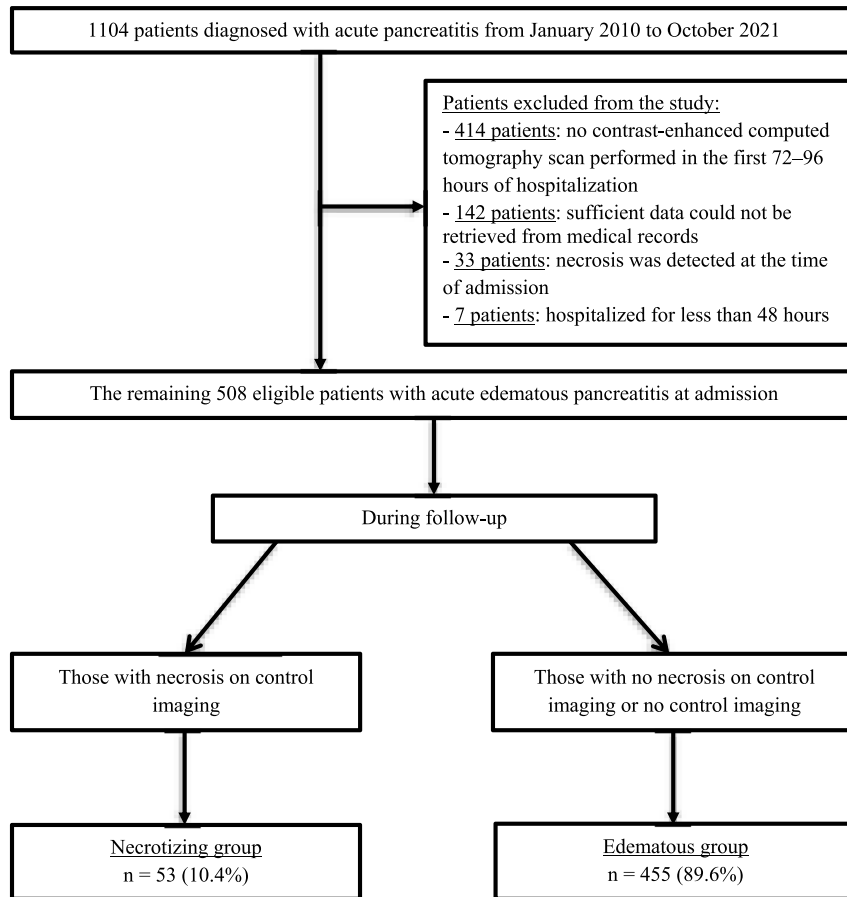 1104 patients diagnosed with acute pancreatitis from January 2010 to October 2021
Patients excluded from the study:
- 414 patients: no contrast-enhanced computed
tomography scan performed in the first 72–96
hours of hospitalization
- 142 patients: sufficient data could not be
retrieved from medical records
- 33 patients: necrosis was detected at the time
of admission
- 7 patients: hospitalized for less than 48 hours
The remaining 508 eligible patients with acute edematous pancreatitis at admission
During follow-up
Those with necrosis on control
imaging
Those with no necrosis on control
imaging or no control imaging
Necrotizing group
n = 53 (10.4%)
Edematous group
n = 455 (89.6%)